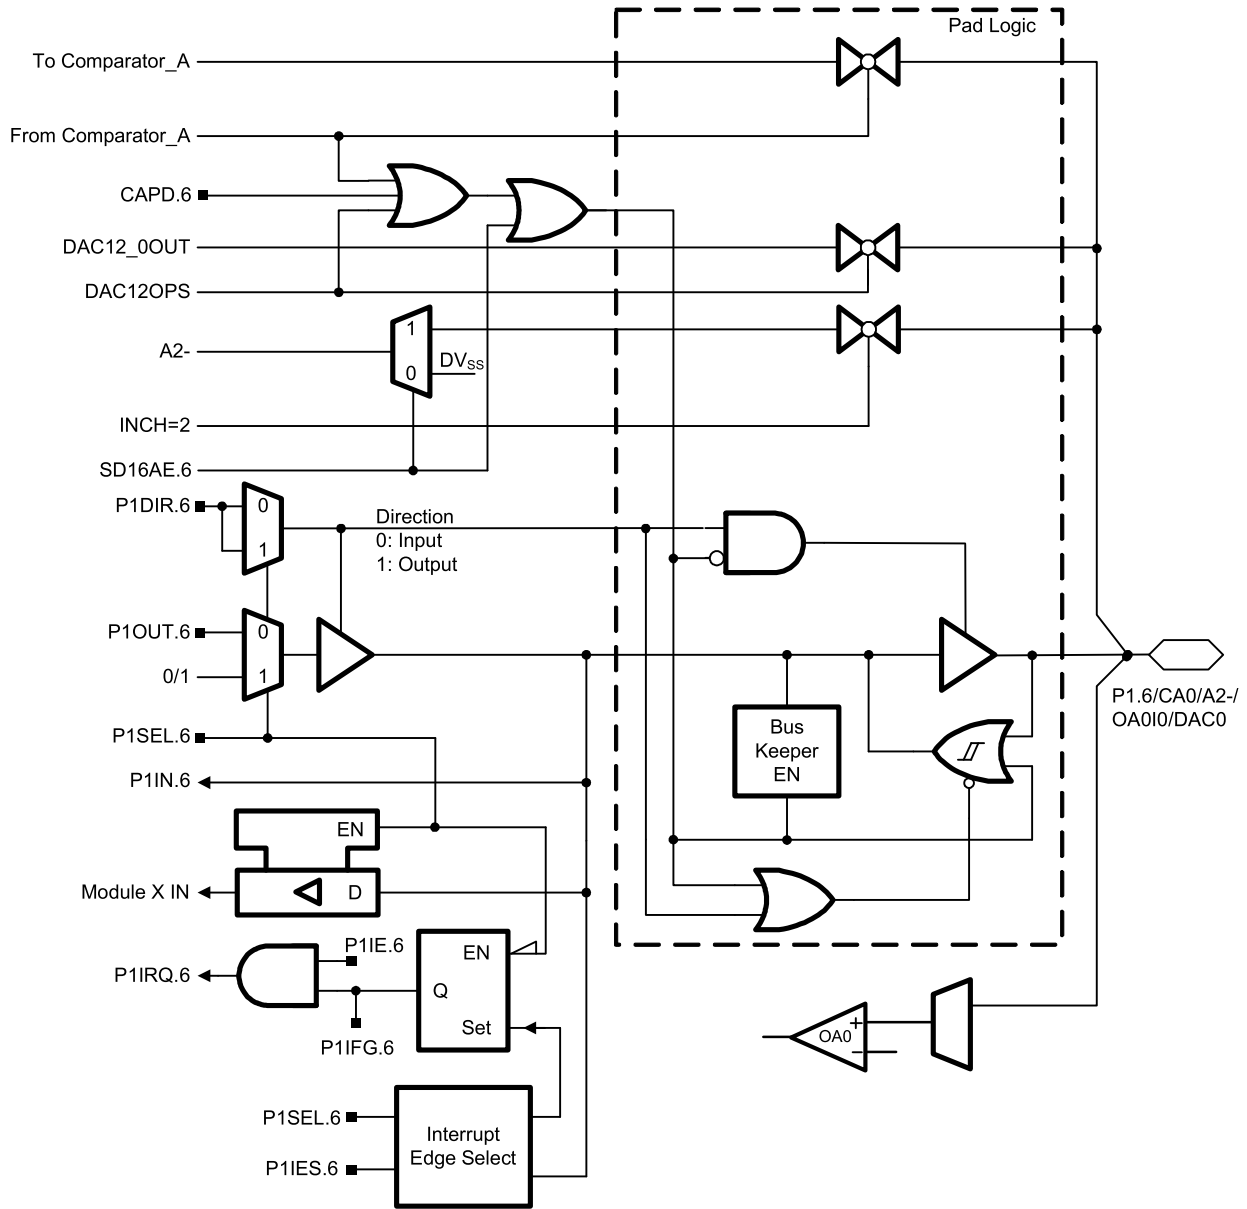 Pad Logic
To Comparator_A
From Comparator_A
CAPD.6
DAC12_0OUT
DAC12OPS
1
A2-
0
DVSS
INCH=2
SD16AE.6
P1DIR.6
0
1
Direction
0: Input
1: Output
P1OUT.6
0
0/1
1
P1.6/CA0/A2-/
OA0I0/DAC0
P1SEL.6
Bus
Keeper
EN
P1IN.6
EN
Module X IN
D
P1IE.6
EN
P1IRQ.6
Q
Set
P1IFG.6
+
OA0
−
P1SEL.6
Interrupt
Edge Select
P1IES.6